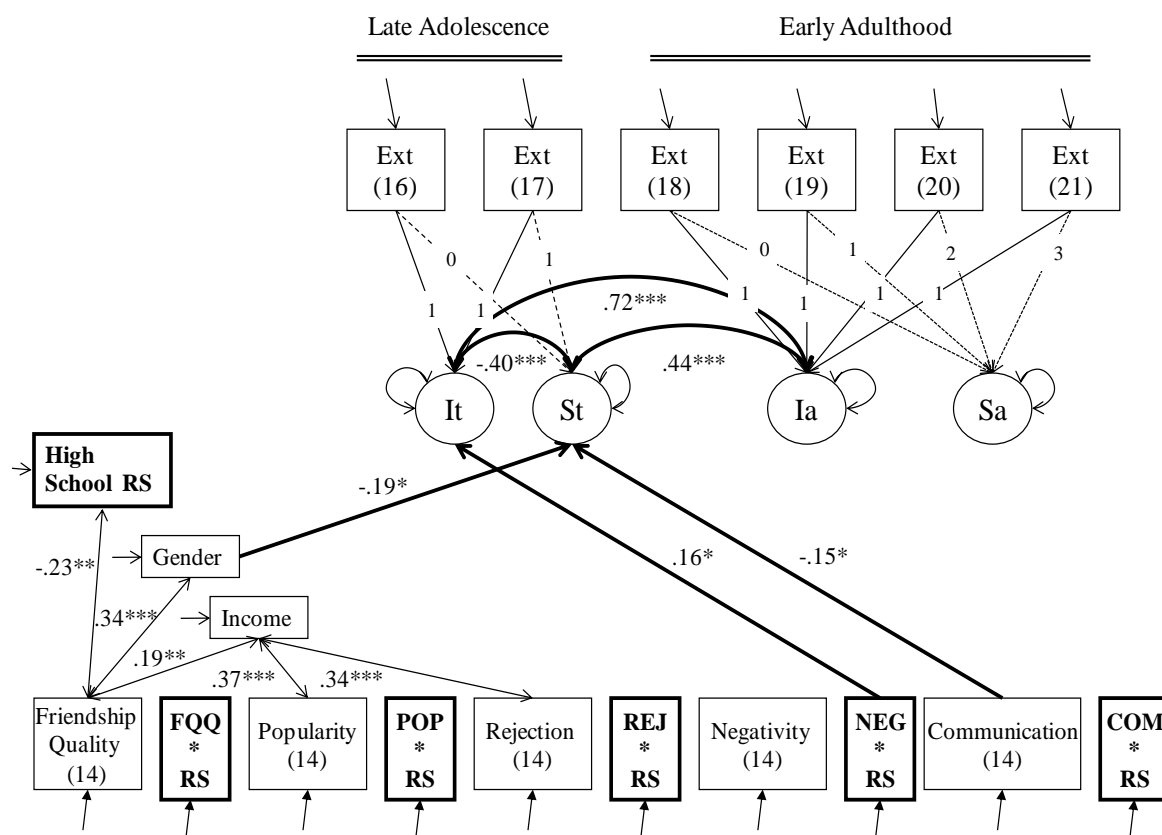 Late Adolescence
Early Adulthood
Ext
(16)
Ext
(17)
Ext
(18)
Ext
(19)
Ext
(20)
Ext
(21)
0
1
0
1
2
3
1
1
1
1
1
1
.72***
-.40***
.44***
It
St
Ia
Sa
High
School RS
-.19*
Gender
-.23**
.16*
-.15*
.34***
Income
.19**
.37***
.34***
Friendship
Quality
(14)
FQQ
*
RS
Popularity
(14)
POP
*
RS
Rejection
(14)
REJ
*
RS
Negativity
(14)
NEG
*
RS
Communication
(14)
COM
*
RS